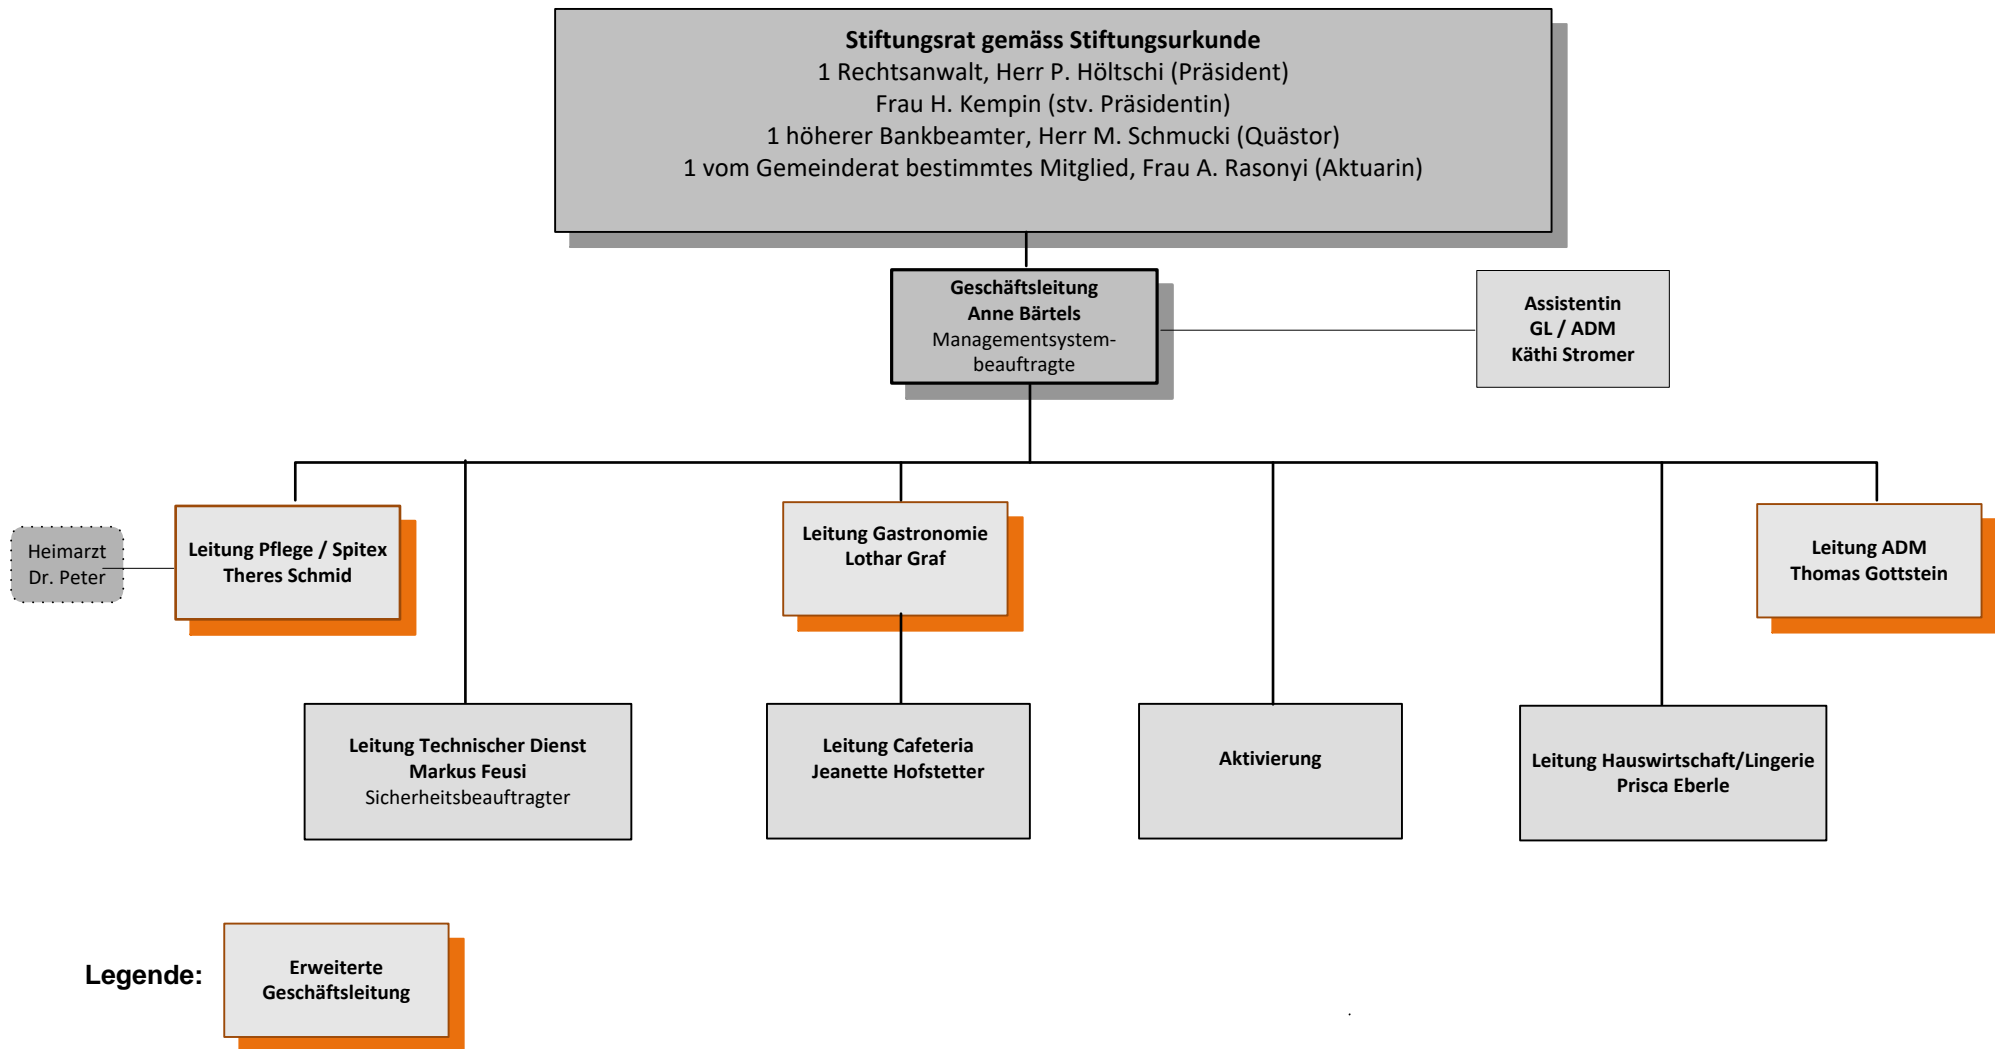 Stiftungsrat gemäss Stiftungsurkunde
1 Rechtsanwalt, Herr P. Höltschi (Präsident)
Frau H. Kempin (stv. Präsidentin)
1 höherer Bankbeamter, Herr M. Schmucki (Quästor)
1 vom Gemeinderat bestimmtes Mitglied, Frau A. Rasonyi (Aktuarin)
Geschäftsleitung
Anne Bärtels
Managementsystem-
beauftragte
Assistentin
GL / ADM
Käthi Stromer
Heimarzt
Dr. Peter
Leitung Pflege / Spitex
Theres Schmid
Leitung Gastronomie
Lothar Graf
Leitung ADM
Thomas Gottstein
Leitung Technischer Dienst
Markus Feusi
Sicherheitsbeauftragter
Leitung Cafeteria
Jeanette Hofstetter
Aktivierung
Leitung Hauswirtschaft/Lingerie
Prisca Eberle
Legende:
Erweiterte
Geschäftsleitung